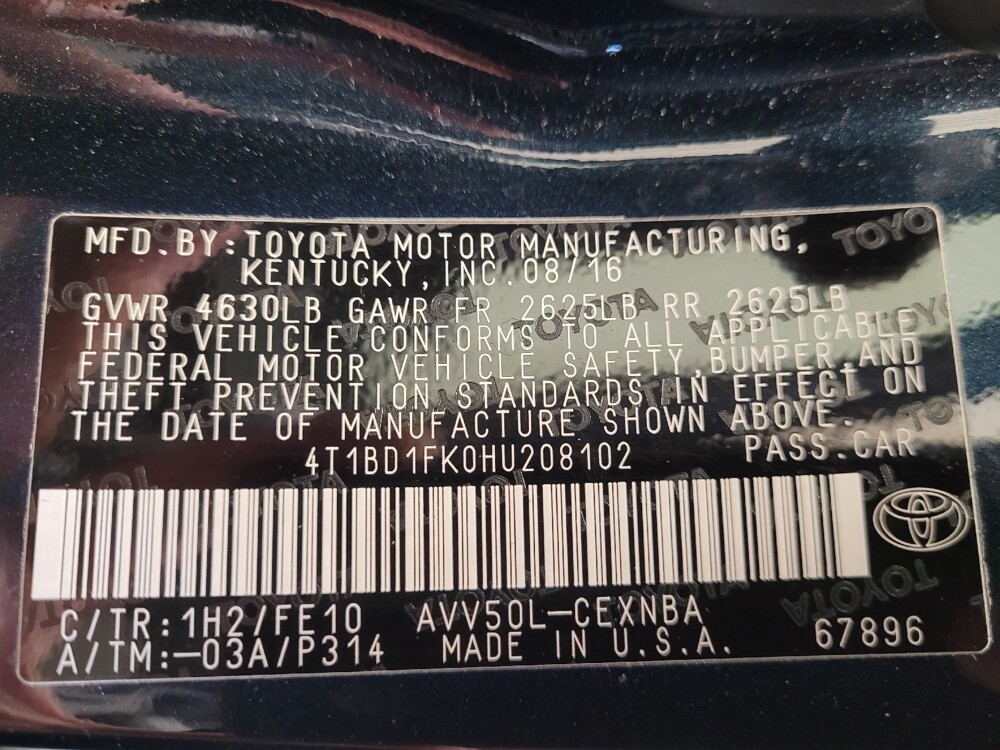 MFD.BY:TOYOTA MOTOR MANUFACTURING,
KENTUCKY, INC. 08/16
GVWR 4630LB GAWR FR 2625LB RR 2625LB
THIS VEHICLE CONFORMS TO ALL APPLICABLE
FEDERAL MOTOR VEHICLE SAFETY,BUMPER,AND
THEFT PREVENTION STANDARDS IN EFFECT ON
THE DATE OF MANUFACTURE SHOWN ABOVE.
4T1BD1FK0HU208102 PASS.CAR
C/TR:1H2/FE10 AVV50L-CEXNBA
A/TM:-03A/P314 MADE IN U.S.A. 67896